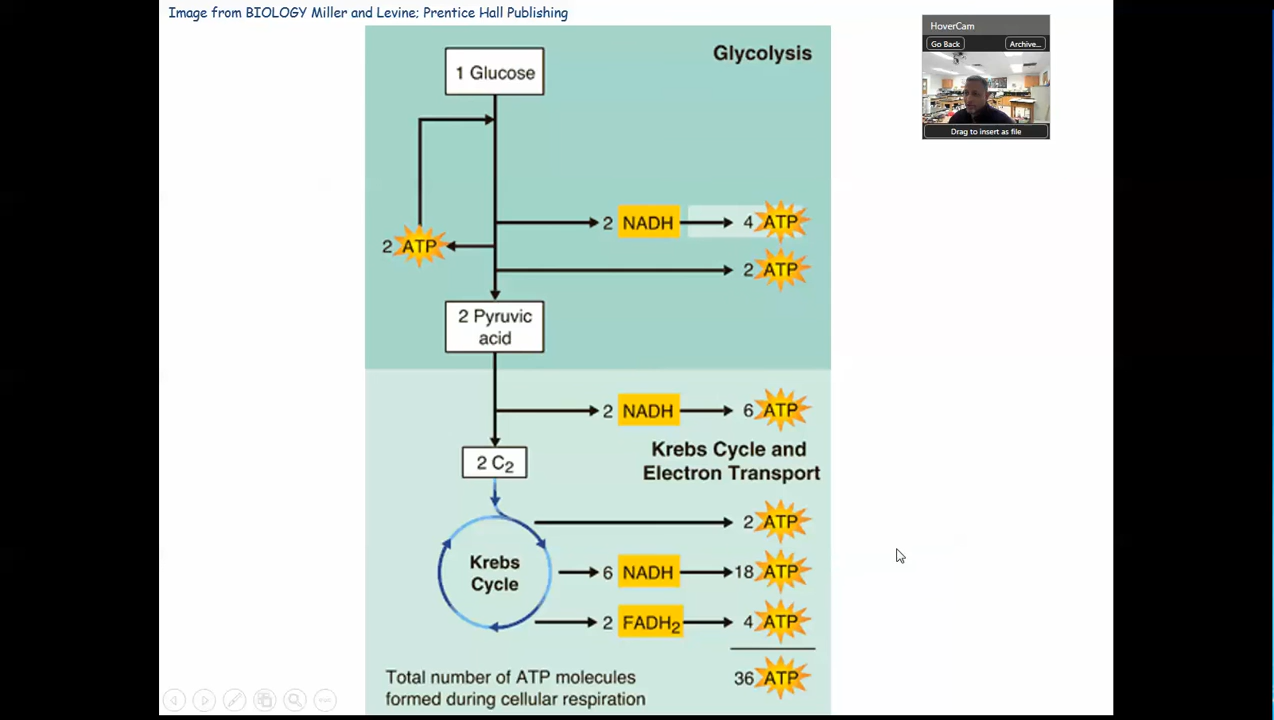 Image from BIOLOGY Miller and Levine; Prentice Hall Publishing
HoverCam
Go Back
Archive...
Drag to insert as file
Glycolysis
1 Glucose
2 NADH 4 ATP
2 ATP
2 ATP
2 Pyruvic
acid
2 NADH 6 ATP
Krebs Cycle and
Electron Transport
2 C₂
2 ATP
Krebs
Cycle
6 NADH 18 ATP
2 FADH₂ 4 ATP
Total number of ATP molecules
formed during cellular respiration
36 ATP